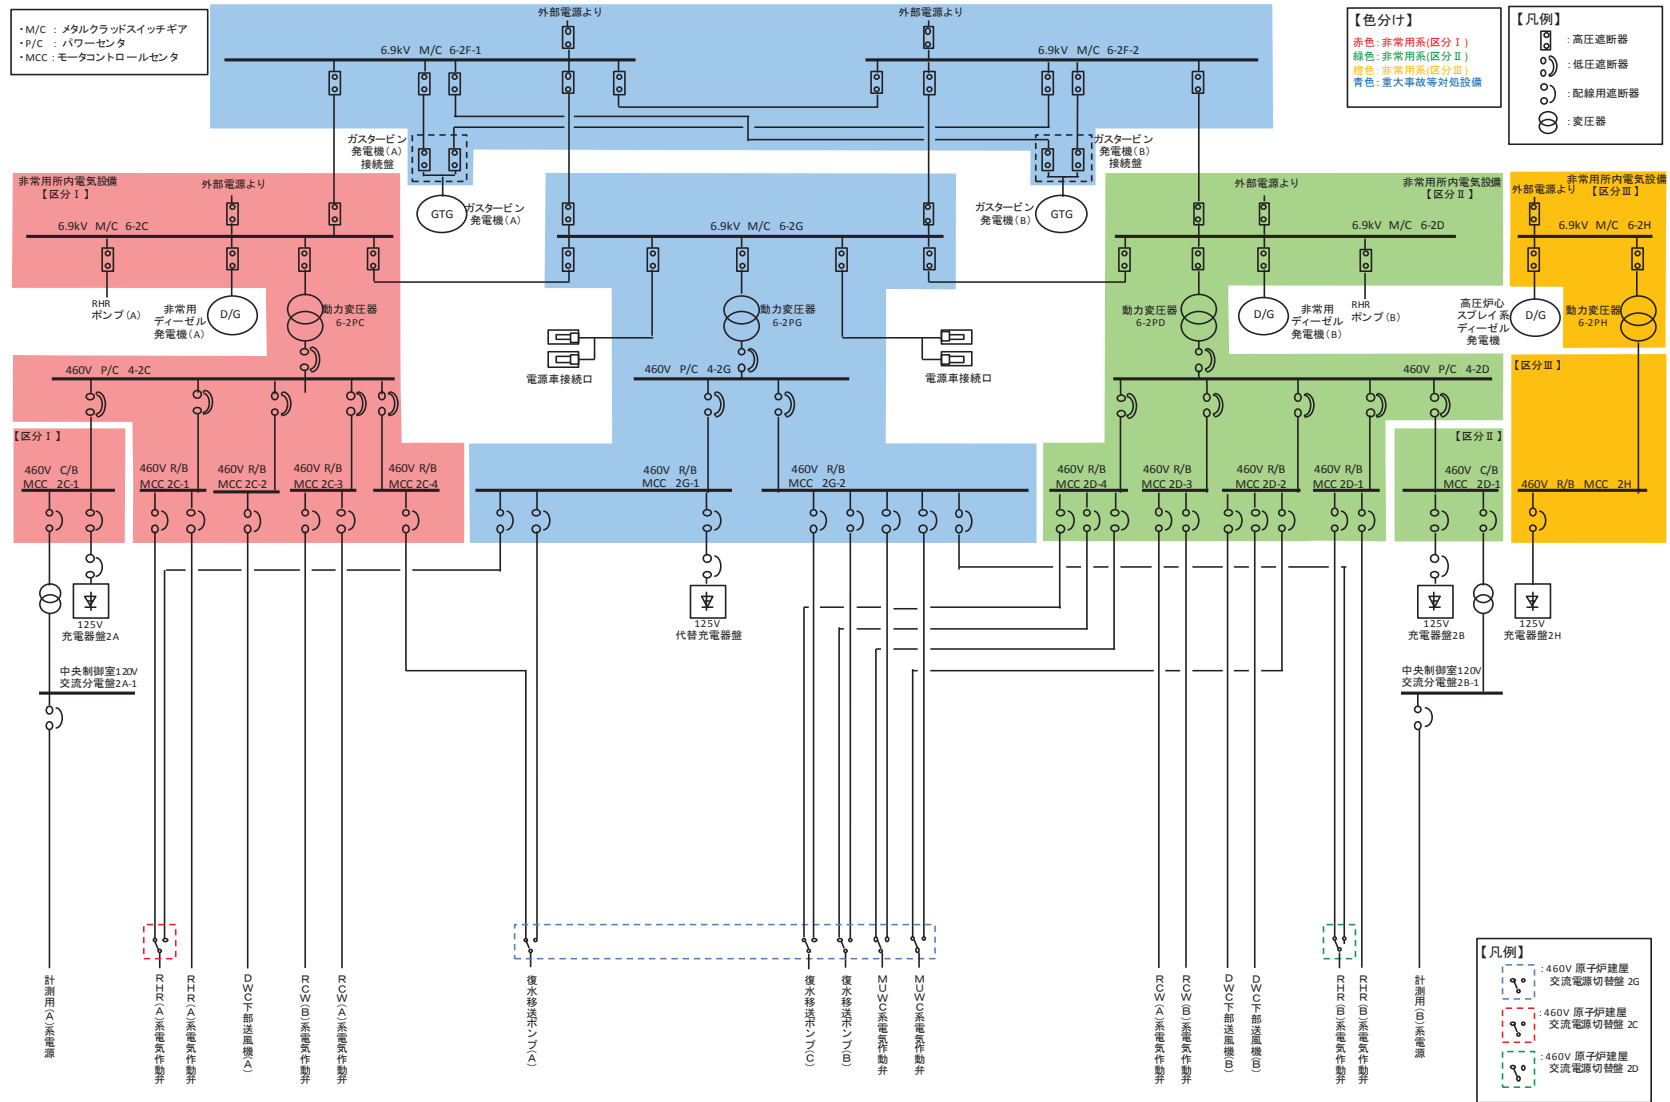 ・M/C : メタルクラッドスイッチギア
・P/C : パワーセンタ
・MCC : モータコントロールセンタ
外部電源より
外部電源より
6.9kV M/C 6-2F-1
6.9kV M/C 6-2F-2
【色分け】
赤色:非常用系(区分Ⅰ)
緑色:非常用系(区分Ⅱ)
橙色:非常用系(区分Ⅲ)
青色:重大事故等対処設備
【凡例】
:高圧遮断器
:低圧遮断器
:配線用遮断器
:変圧器
ガスタービン
発電機(A)
接続盤
ガスタービン
発電機(B)
接続盤
GTG
ガスタービン
発電機(A)
ガスタービン
発電機(B)
GTG
非常用所内電気設備
【区分Ⅰ】
外部電源より
6.9kV M/C 6-2C
6.9kV M/C 6-2G
外部電源より
非常用所内電気設備
【区分Ⅱ】
6.9kV M/C 6-2D
非常用所内電気設備
【区分Ⅲ】
外部電源より
6.9kV M/C 6-2H
RHR
ポンプ(A)
D/G
非常用
ディーゼル
発電機(A)
動力変圧器
6-2PC
動力変圧器
6-2PG
動力変圧器
6-2PD
D/G
非常用
ディーゼル
発電機(B)
RHR
ポンプ(B)
高圧炉心
スプレイ系
ディーゼル
発電機
D/G
動力変圧器
6-2PH
電源車接続口
電源車接続口
460V P/C 4-2C
460V P/C 4-2G
460V P/C 4-2D
【区分Ⅲ】
【区分Ⅰ】
【区分Ⅱ】
460V C/B
MCC 2C-1
460V R/B
MCC 2C-1
460V R/B
MCC 2C-2
460V R/B
MCC 2C-3
460V R/B
MCC 2C-4
460V R/B
MCC 2G-1
460V R/B
MCC 2G-2
460V R/B
MCC 2D-4
460V R/B
MCC 2D-3
460V R/B
MCC 2D-2
460V R/B
MCC 2D-1
460V C/B
MCC 2D-1
460V R/B MCC 2H
125V
充電器盤2A
125V
代替充電器盤
125V
充電器盤2B
125V
充電器盤2H
中央制御室120V
交流分電盤2A-1
中央制御室120V
交流分電盤2B-1
計測用(A)系電源
RHR(A)系電気作動弁
RHR(A)系電気作動弁
DWC下部送風機(A)
RCW(B)系電気作動弁
RCW(A)系電気作動弁
復水移送ポンプ(A)
復水移送ポンプ(C)
復水移送ポンプ(B)
MUWC系電気作動弁
MUWC系電気作動弁
RCW(A)系電気作動弁
RCW(B)系電気作動弁
DWC下部送風機(B)
DWC下部送風機(B)
RHR(B)系電気作動弁
RHR(B)系電気作動弁
計測用(B)系電源
【凡例】
:460V 原子炉建屋
交流電源切替盤 2G
:460V 原子炉建屋
交流電源切替盤 2C
:460V 原子炉建屋
交流電源切替盤 2D